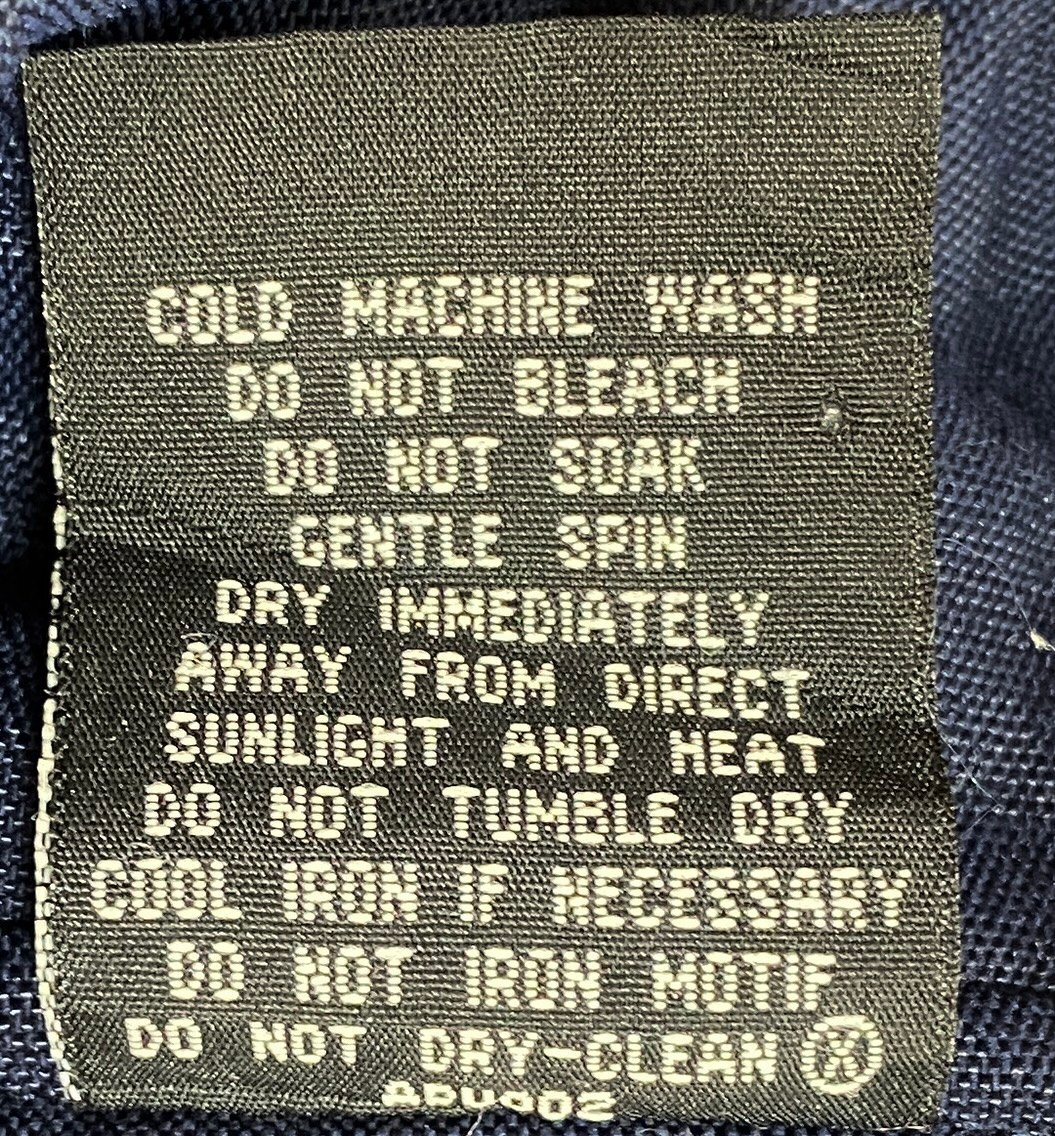 COLD MACHINE WASH
DO NOT BLEACH
DO NOT SOAK
GENTLE SPIN
DRY IMMEDIATELY
AWAY FROM DIRECT
SUNLIGHT AND HEAT
DO NOT TUMBLE DRY
COOL IRON IF NECESSARY
DO NOT IRON MOTIF
DO NOT DRY-CLEAN ®